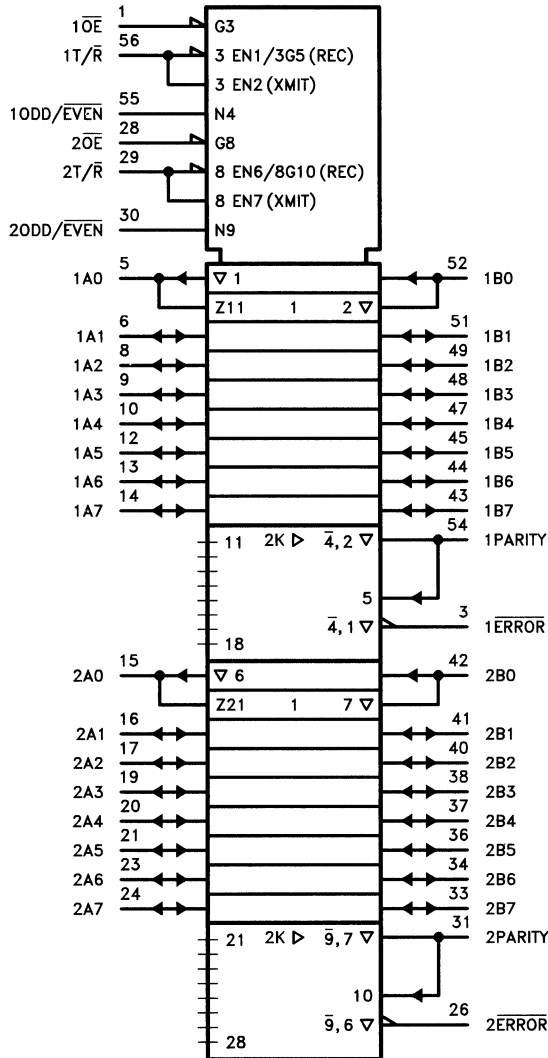 1O̅E̅ 1 G3
1T/R̅ 56 3 EN1/3G5 (REC)
3 EN2 (XMIT)
1ODD/E̅V̅E̅N̅ 55 N4
2O̅E̅ 28 G8
2T/R̅ 29 8 EN6/8G10 (REC)
8 EN7 (XMIT)
2ODD/E̅V̅E̅N̅ 30 N9
1A0 5 ▽ 1 52 1B0
Z11 1 2 ▽
1A1 6 51 1B1
1A2 8 49 1B2
1A3 9 48 1B3
1A4 10 47 1B4
1A5 12 45 1B5
1A6 13 44 1B6
1A7 14 43 1B7
11 2K ▷ 4̅,2 ▽ 54 1PARITY
5
4̅,1 ▽ 3 1E̅R̅R̅O̅R̅
18
2A0 15 ▽ 6 42 2B0
Z21 1 7 ▽
2A1 16 41 2B1
2A2 17 40 2B2
2A3 19 38 2B3
2A4 20 37 2B4
2A5 21 36 2B5
2A6 23 34 2B6
2A7 24 33 2B7
21 2K ▷ 9̅,7 ▽ 31 2PARITY
10
9̅,6 ▽ 26 2E̅R̅R̅O̅R̅
28